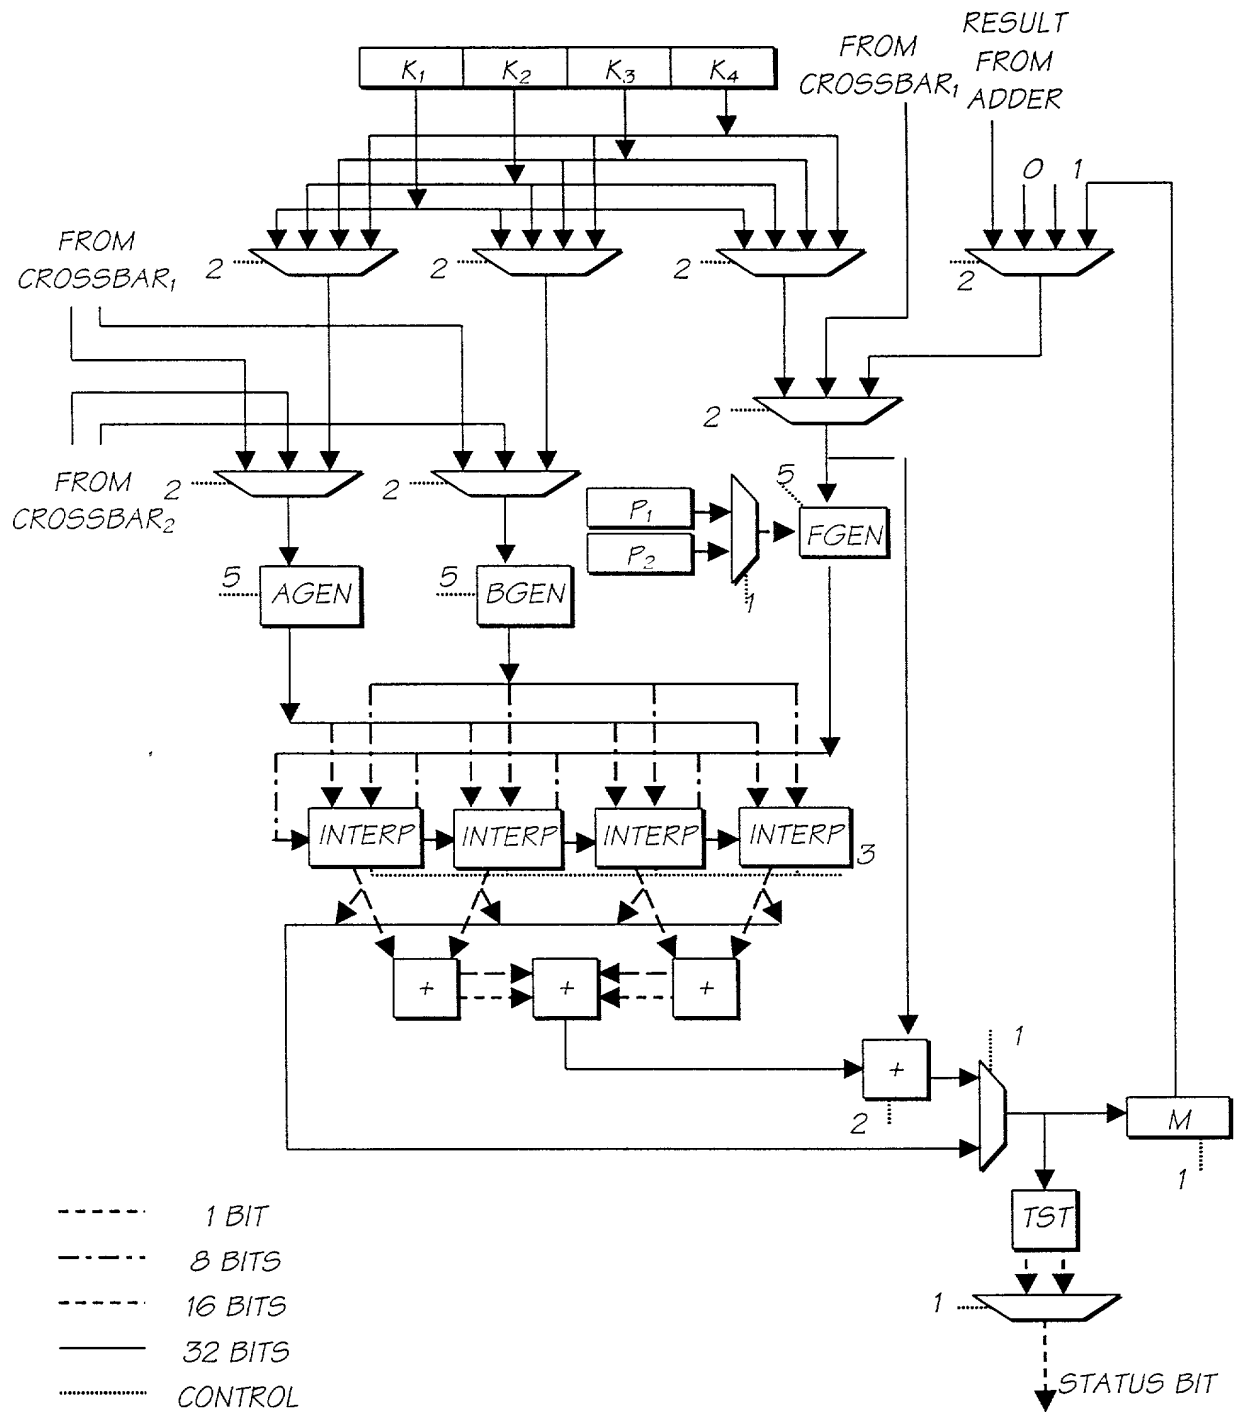 RESULT
FROM
ADDER
FROM
CROSSBAR1
K1 K2 K3 K4
0 1
FROM
CROSSBAR1
2 2 2 2
2
FROM
CROSSBAR2
2 2
P1
P2
1
5
FGEN
5 AGEN
5 BGEN
INTERP INTERP INTERP INTERP
3
+ + +
+
2
1
M
1
TST
1
STATUS BIT
1 BIT
8 BITS
16 BITS
32 BITS
CONTROL